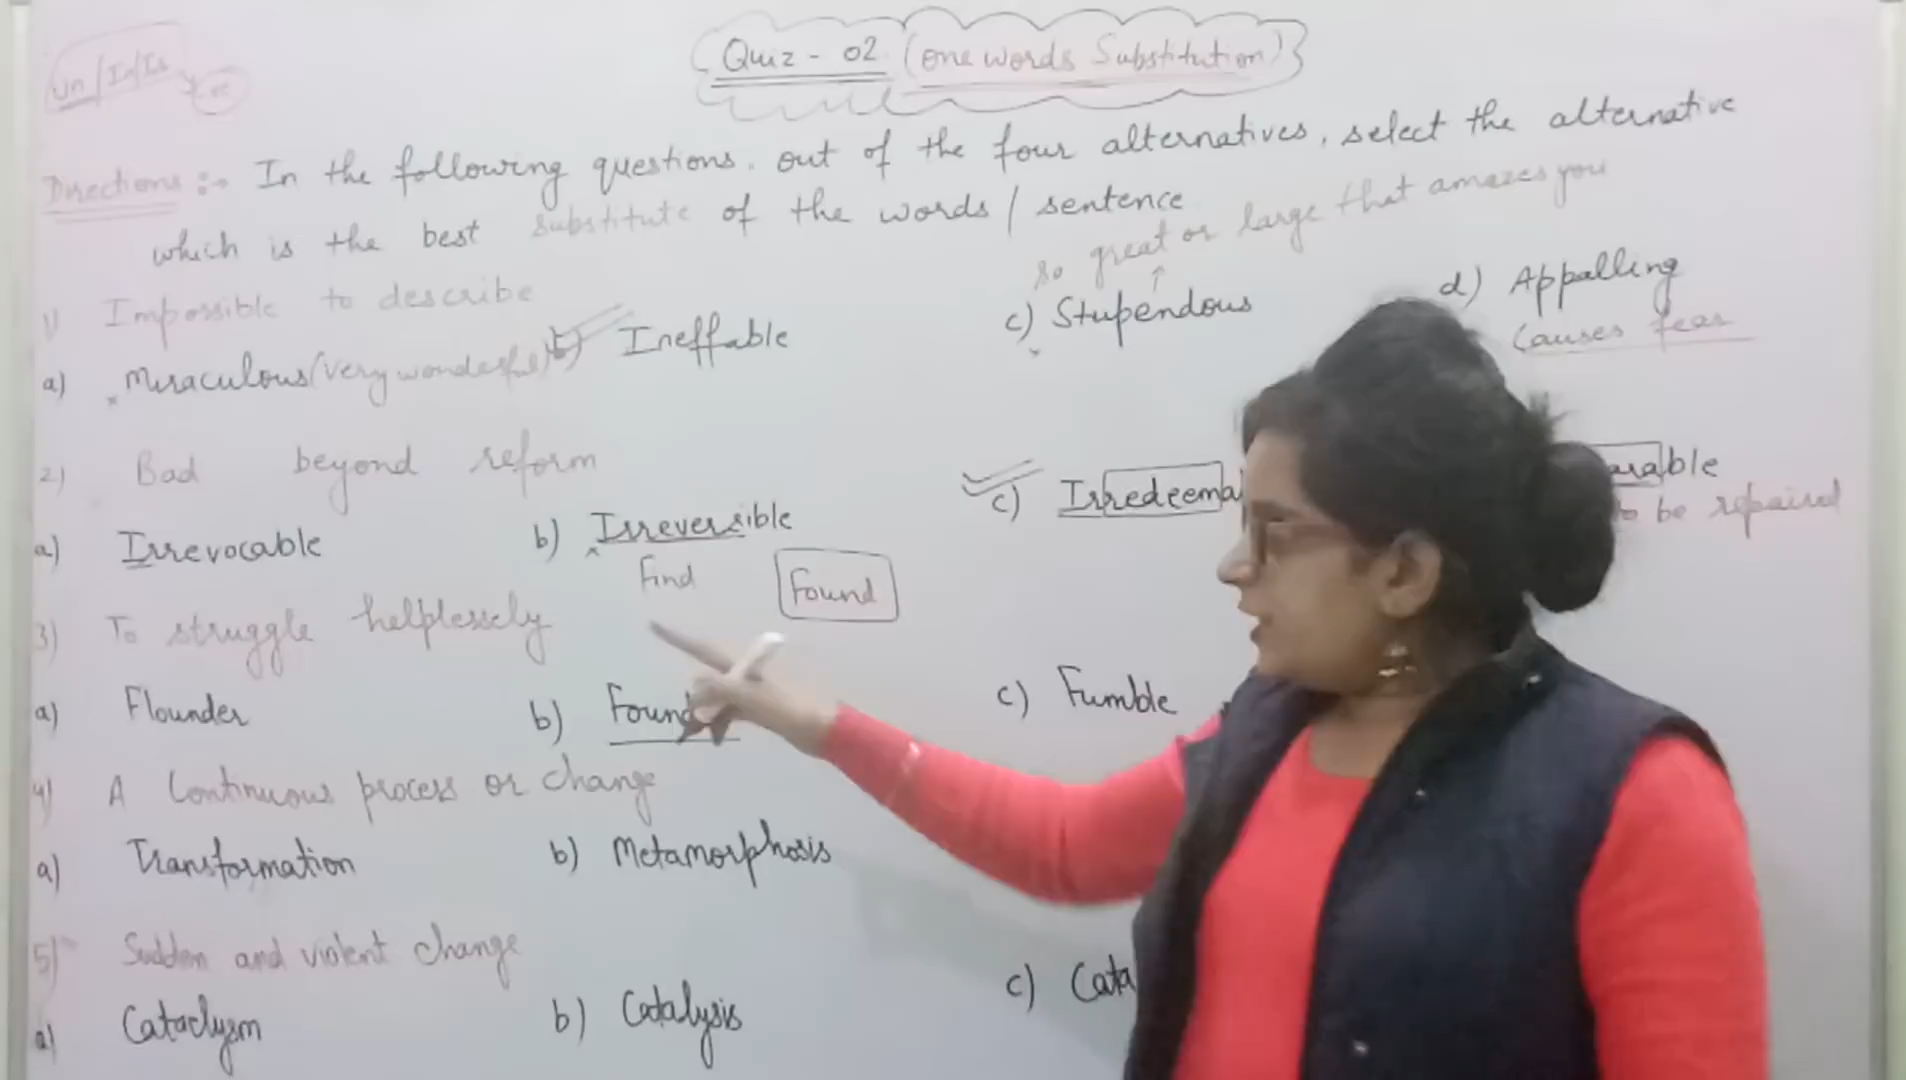 un/In/Is
Quiz - 02 (one words Substitution)
Directions :- In the following questions. out of the four alternatives, select the alternative
which is the best substitute of the words / sentence
so great or large that amazes you
1) Impossible to describe
a) Miraculous (very wonderful) b) Ineffable c) Stupendous d) Appalling
causes fear
2) Bad beyond reform
a) Irrevocable b) Irreversible c) Irredeema arable
to be repaired
Find Found
3) To struggle helplessly
a) Flounder b) Found c) Fumble
4) A Continuous process or change
a) Transformation b) Metamorphosis
5) Sudden and violent change
a) Cataclysm b) Catalysis c) Cata